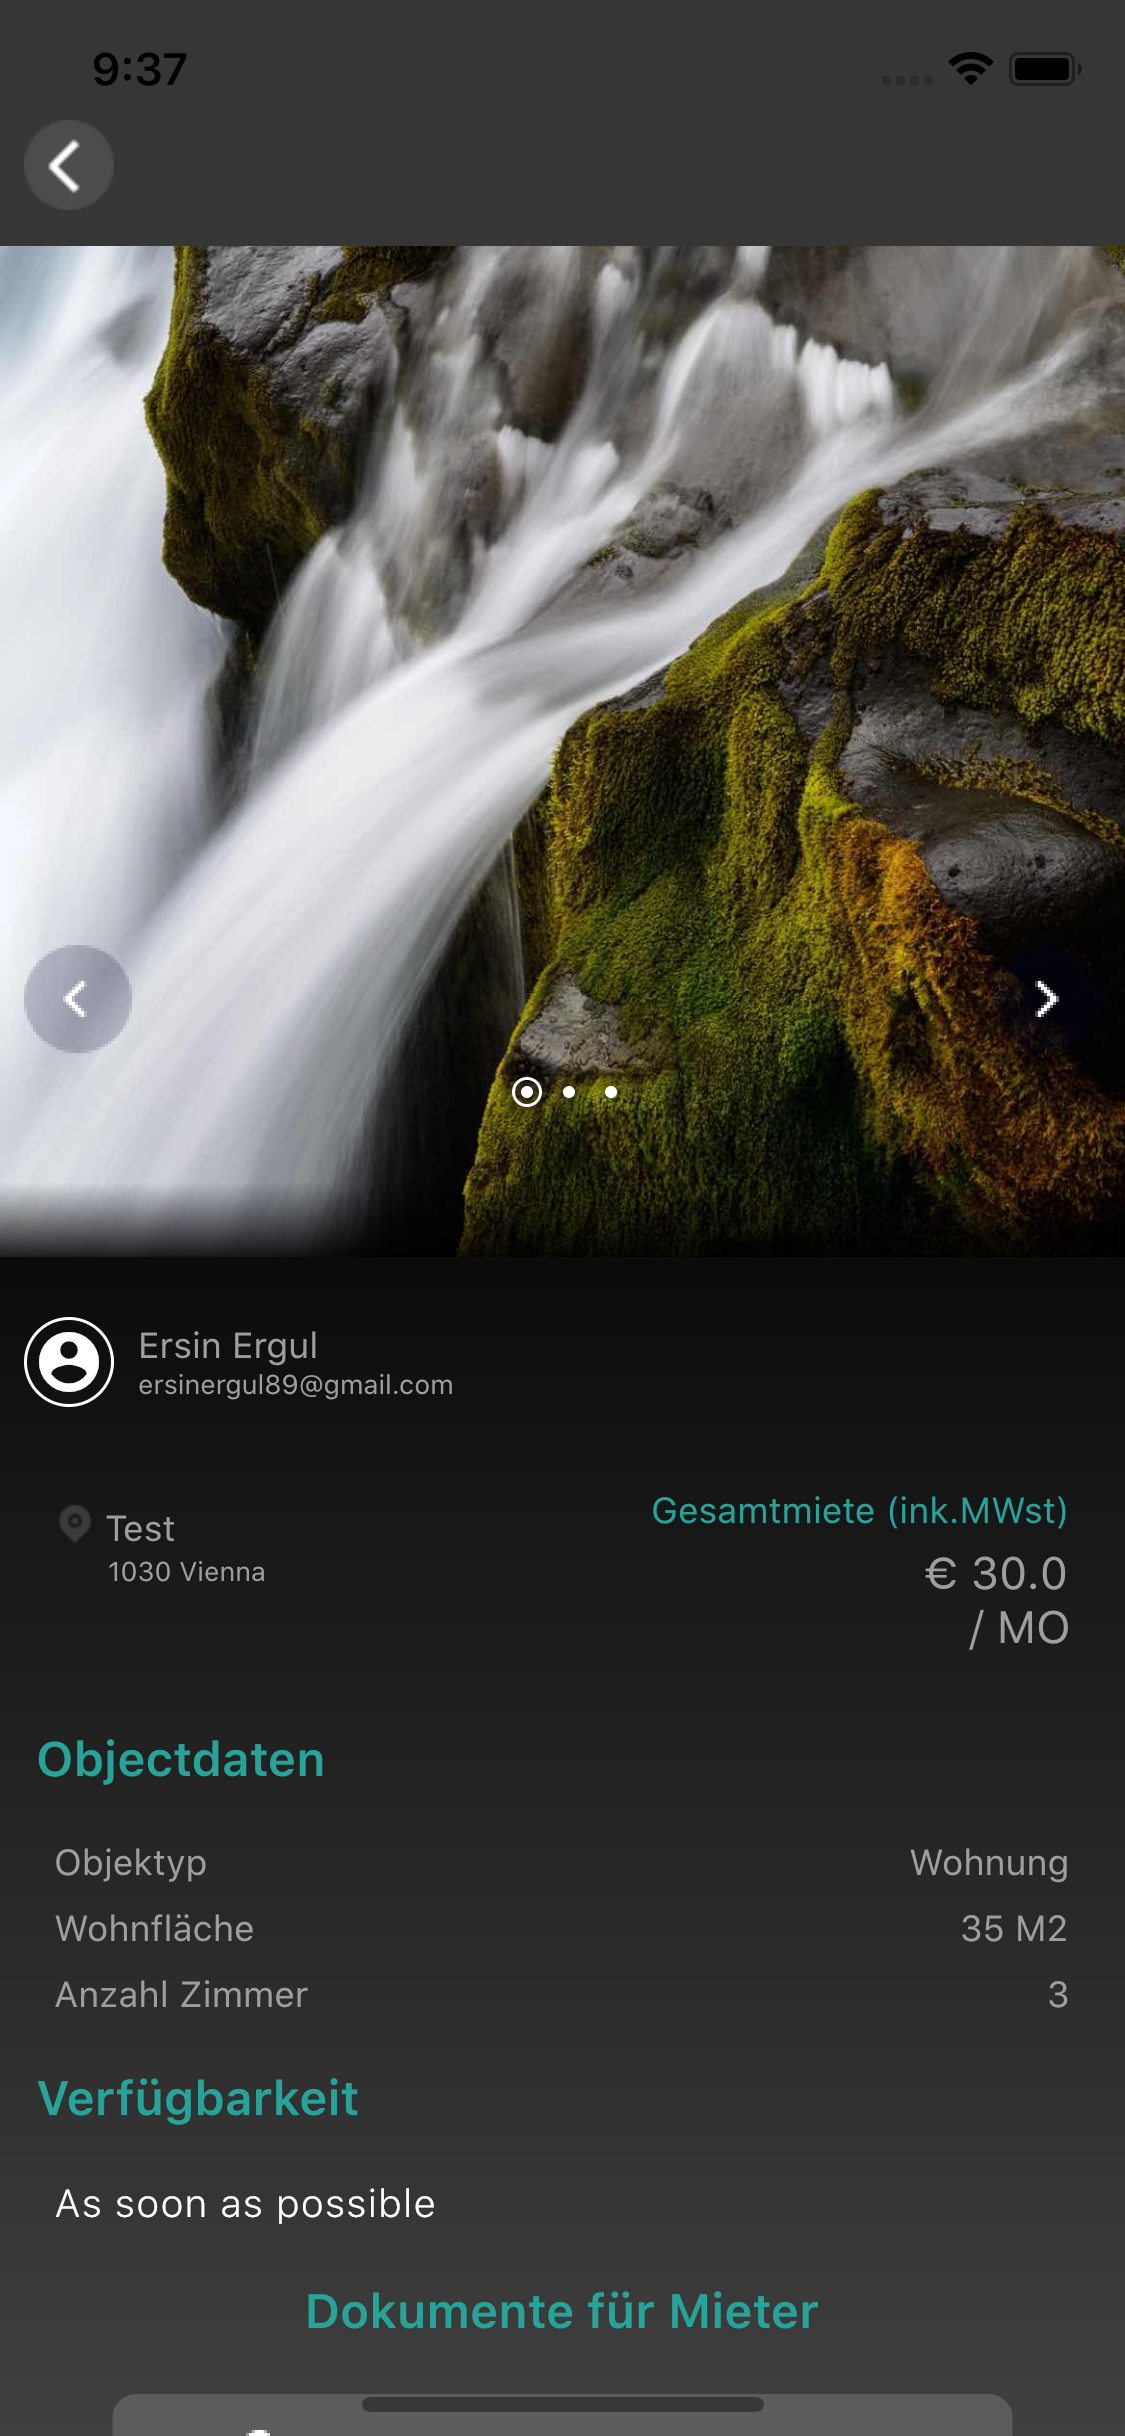 9:37
Ersin Ergul
ersinergul89@gmail.com
Test
1030 Vienna
Gesamtmiete (ink.MWst)
€ 30.0
/ MO
Objectdaten
Objektyp Wohnung
Wohnfläche 35 M2
Anzahl Zimmer 3
Verfügbarkeit
As soon as possible
Dokumente für Mieter